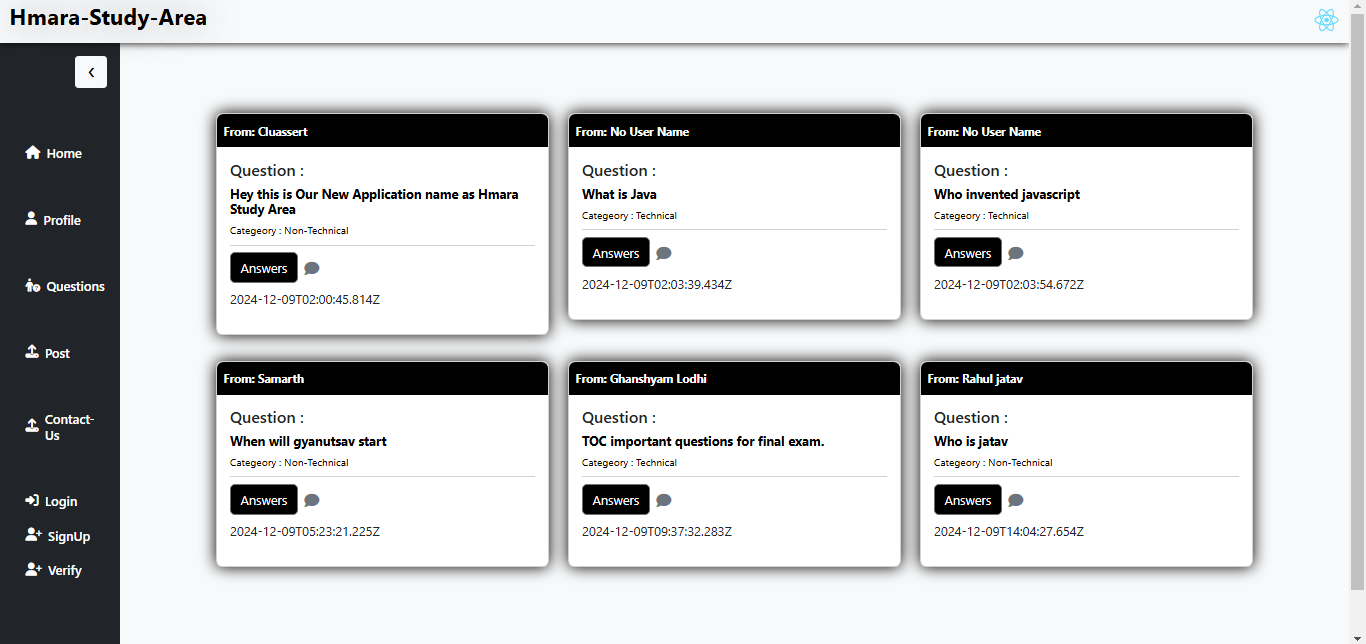 Hmara-Study-Area
Home
Profile
Questions
Post
Contact-
Us
Login
SignUp
Verify
From: Cluassert
Question :
Hey this is Our New Application name as Hmara
Study Area
Categeory : Non-Technical
Answers
2024-12-09T02:00:45.814Z
From: No User Name
Question :
What is Java
Categeory : Technical
Answers
2024-12-09T02:03:39.434Z
From: No User Name
Question :
Who invented javascript
Categeory : Technical
Answers
2024-12-09T02:03:54.672Z
From: Samarth
Question :
When will gyanutsav start
Categeory : Non-Technical
Answers
2024-12-09T05:23:21.225Z
From: Ghanshyam Lodhi
Question :
TOC important questions for final exam.
Categeory : Technical
Answers
2024-12-09T09:37:32.283Z
From: Rahul jatav
Question :
Who is jatav
Categeory : Non-Technical
Answers
2024-12-09T14:04:27.654Z